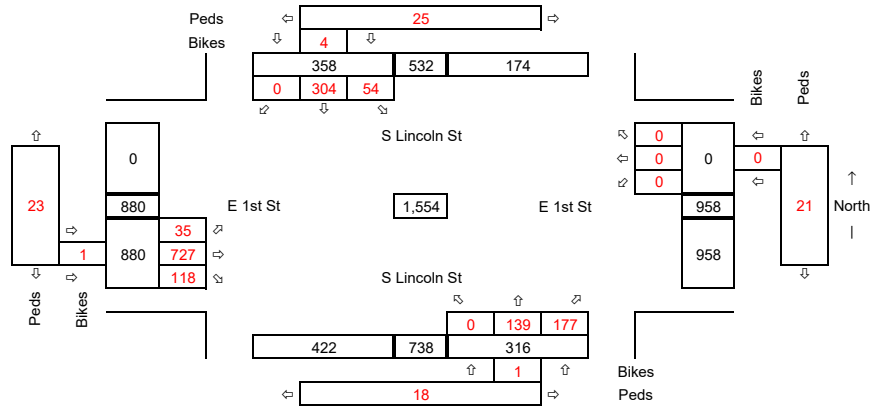 Peds 25
Bikes 4
358 532 174
0 304 54
S Lincoln St
Bikes
Peds
0
0
0
0
0
0
23
880
E 1st St
1,554
E 1st St
958
21
North
35
727
118
1
880
958
S Lincoln St
Peds
Bikes
0 139 177
422 738 316
1 Bikes
18 Peds